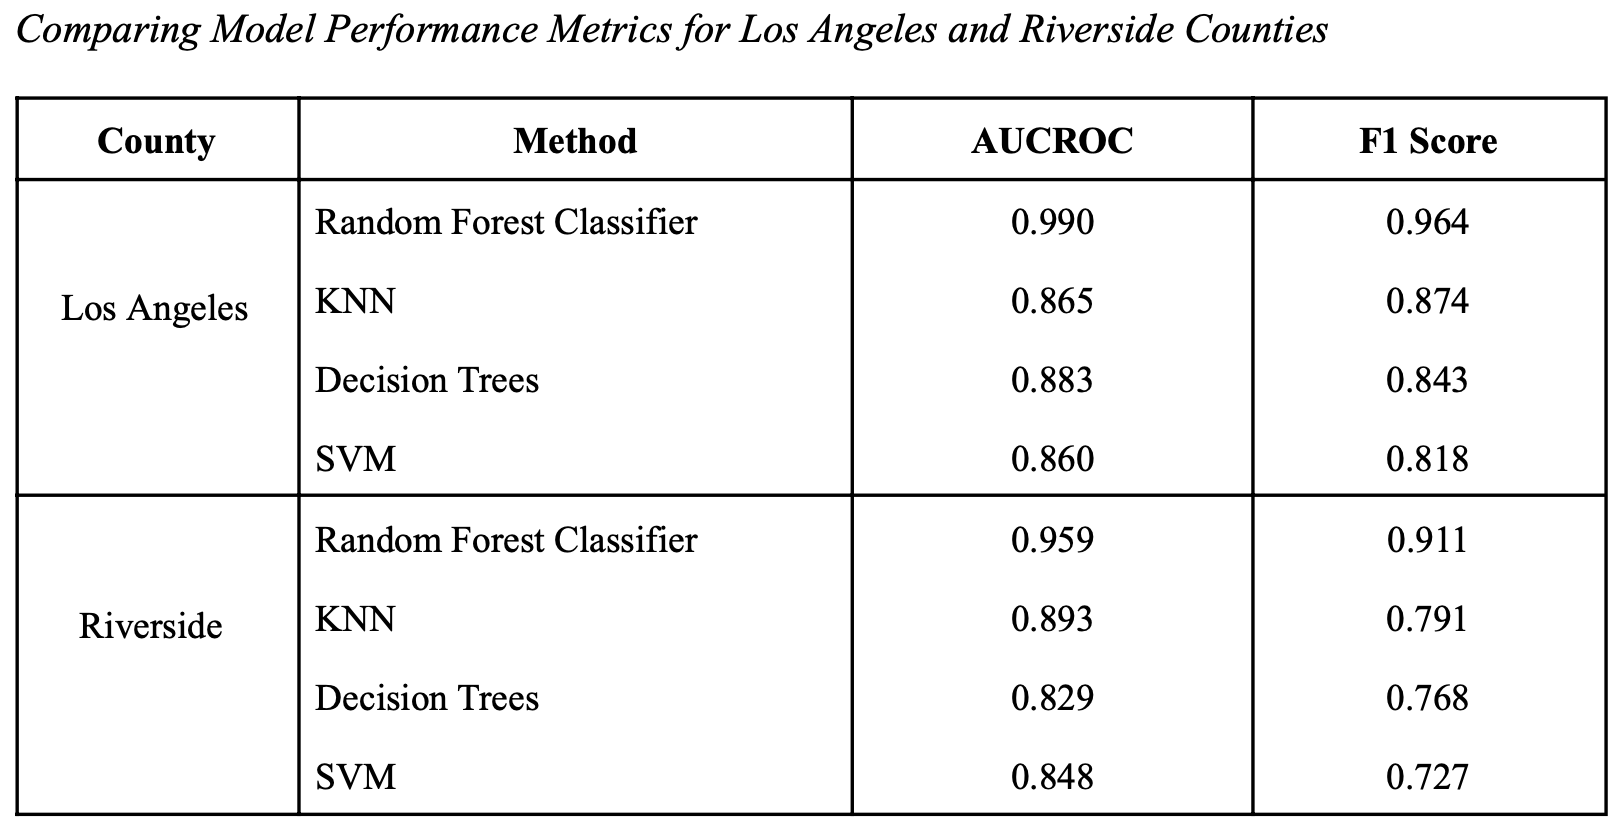 Comparing Model Performance Metrics for Los Angeles and Riverside Counties
County Method AUCROC F1 Score
Random Forest Classifier 0.990 0.964
Los Angeles KNN 0.865 0.874
Decision Trees 0.883 0.843
SVM 0.860 0.818
Random Forest Classifier 0.959 0.911
Riverside KNN 0.893 0.791
Decision Trees 0.829 0.768
SVM 0.848 0.727